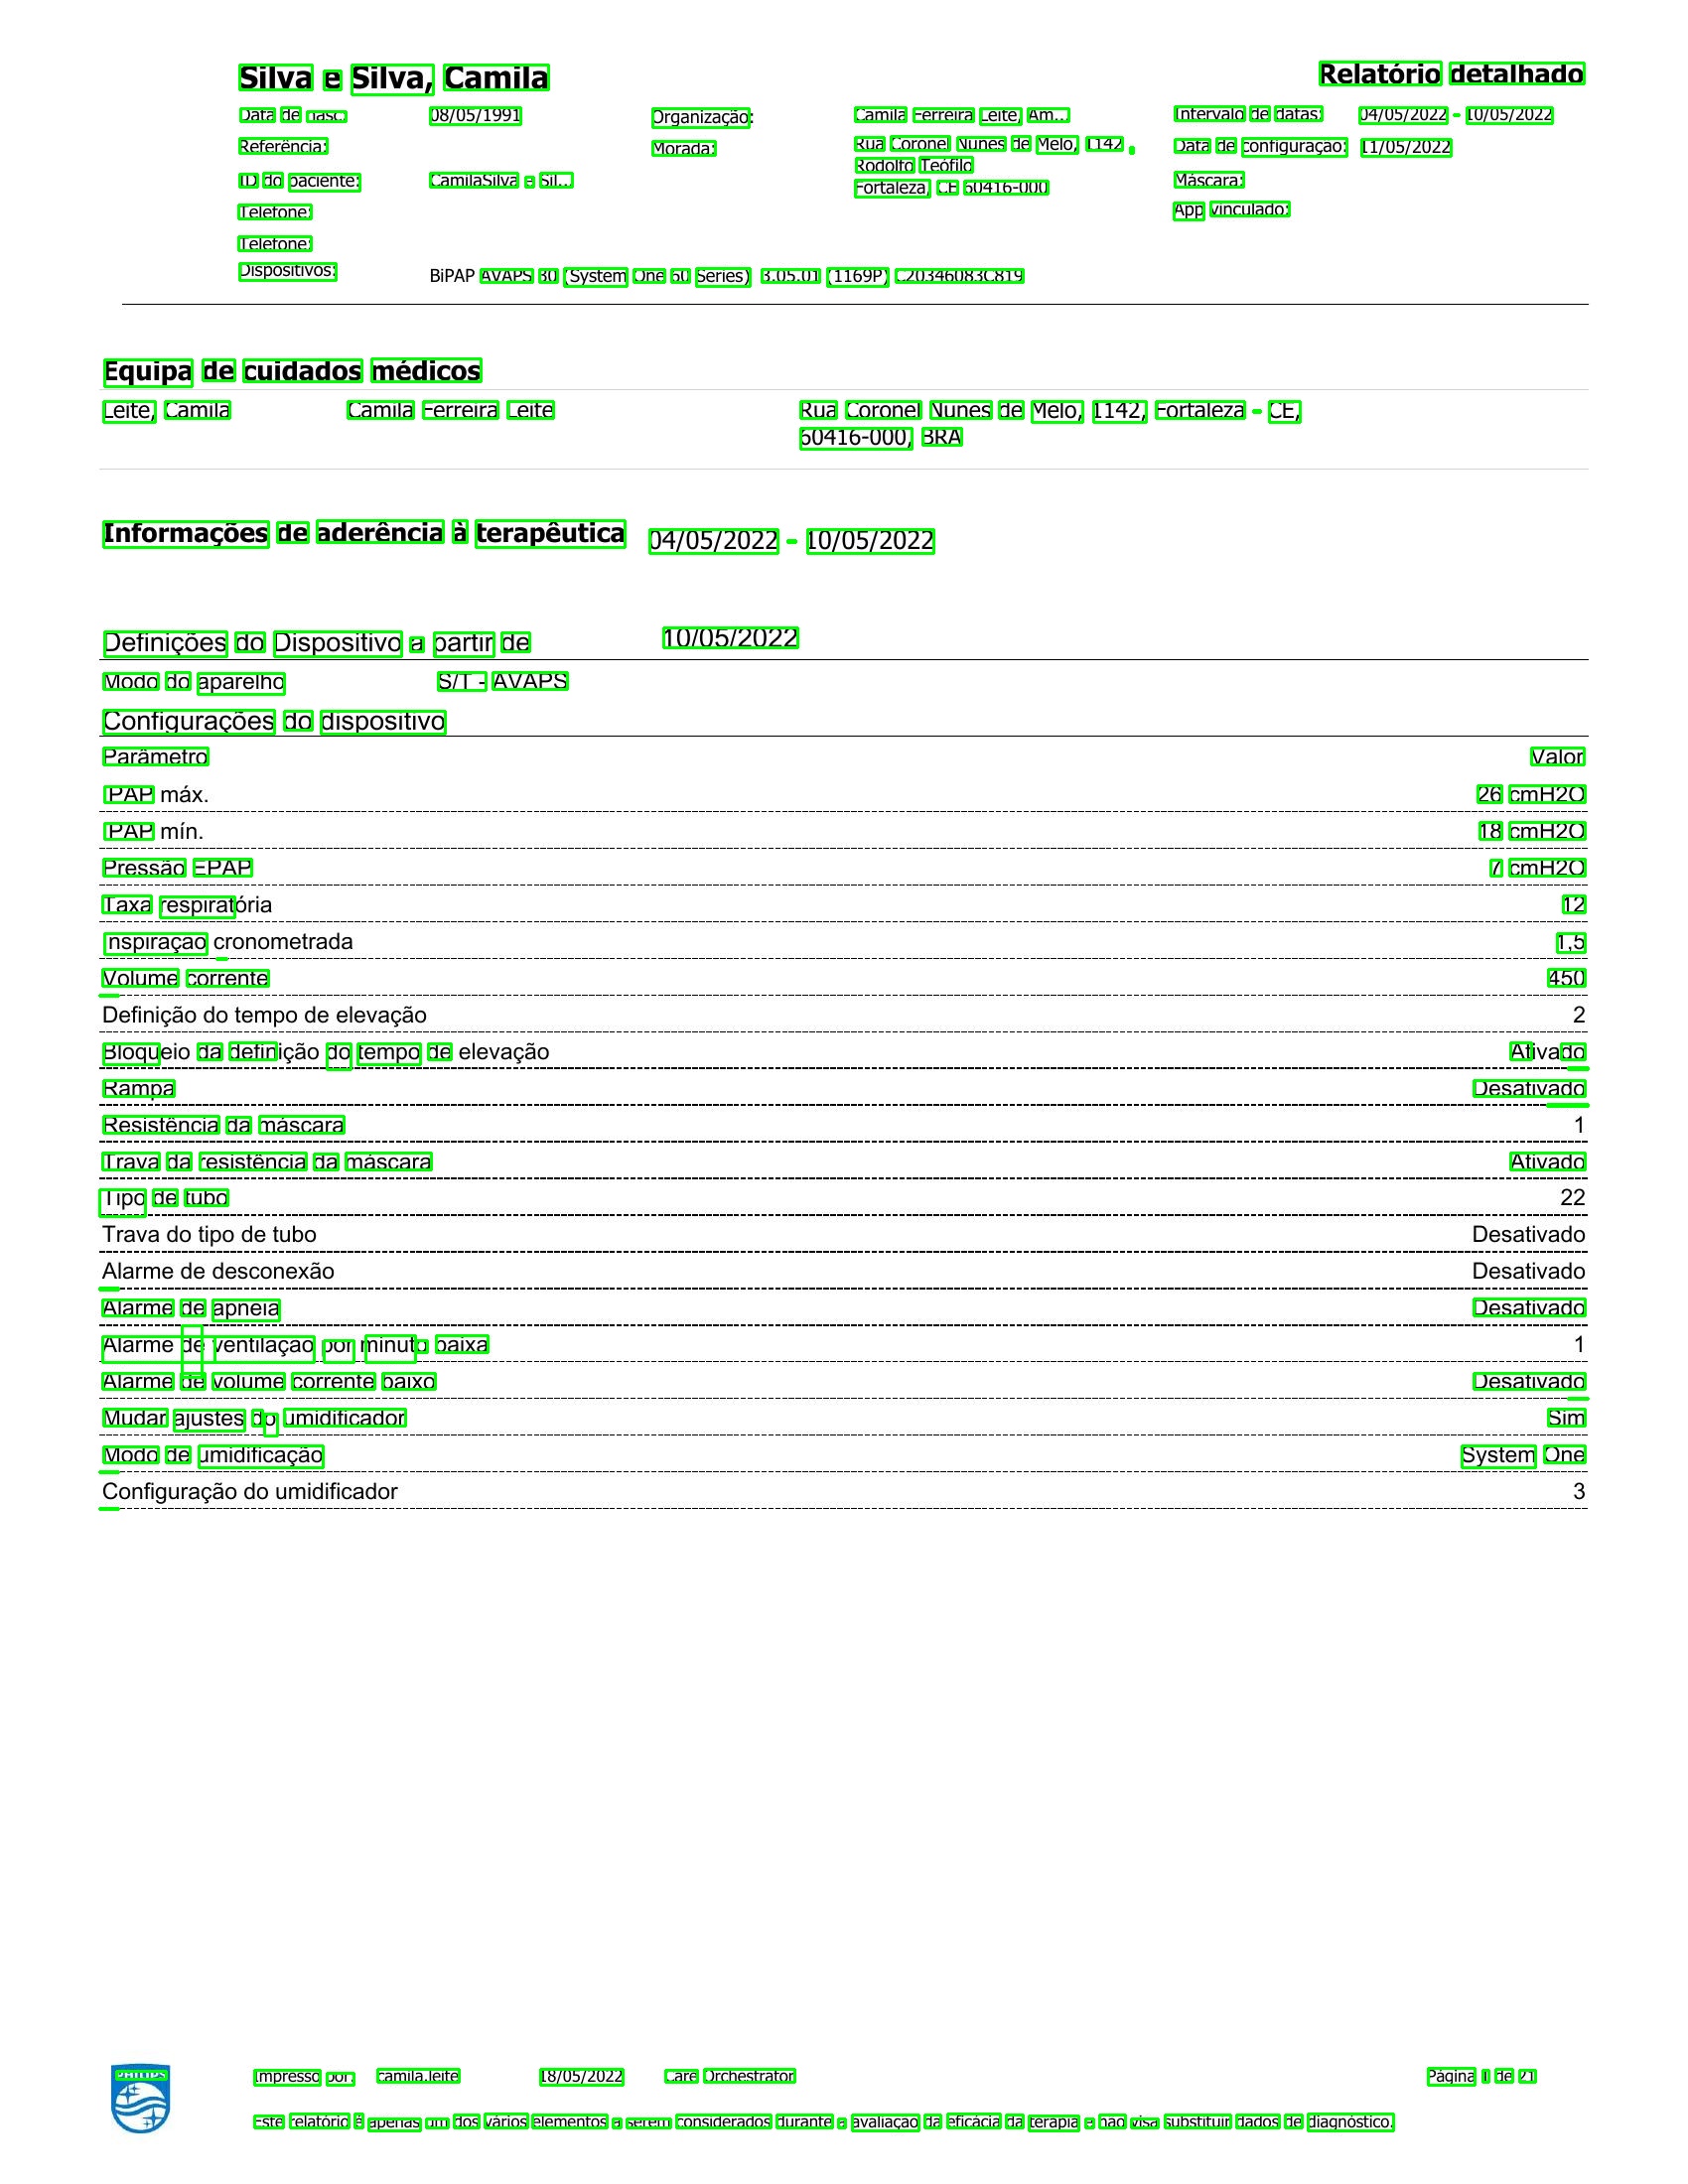 Silva e Silva, Camila
Relatório detalhado
Data de nasc.
08/05/1991
Organização:
Camila Ferreira Leite, Am...
Intervalo de datas:
04/05/2022 - 10/05/2022
Referência:
Morada:
Rua Coronel Nunes de Melo, 1142 ,
Rodolfo Teófilo
Fortaleza, CE 60416-000
Data de configuração:
11/05/2022
ID do paciente:
CamilaSilva e Sil...
Máscara:
Telefone:
App vinculado:
Telefone:
Dispositivos:
BiPAP AVAPS 30 (System One 60 Series) 3.05.01 (1169P) C20346083C819
Equipa de cuidados médicos
Leite, Camila
Camila Ferreira Leite
Rua Coronel Nunes de Melo, 1142, Fortaleza - CE,
60416-000, BRA
Informações de aderência à terapêutica 04/05/2022 - 10/05/2022
Definições do Dispositivo a partir de 10/05/2022
Modo do aparelho S/T - AVAPS
Configurações do dispositivo
Parâmetro Valor
IPAP máx. 26 cmH2O
IPAP mín. 18 cmH2O
Pressão EPAP 7 cmH2O
Taxa respiratória 12
Inspiração cronometrada 1,5
Volume corrente 450
Definição do tempo de elevação 2
Bloqueio da definição do tempo de elevação Ativado
Rampa Desativado
Resistência da máscara 1
Trava da resistência da máscara Ativado
Tipo de tubo 22
Trava do tipo de tubo Desativado
Alarme de desconexão Desativado
Alarme de apneia Desativado
Alarme de ventilação por minuto baixa 1
Alarme de volume corrente baixo Desativado
Mudar ajustes do umidificador Sim
Modo de umidificação System One
Configuração do umidificador 3
PHILIPS
Impresso por: camila.leite 18/05/2022 Care Orchestrator Página 1 de 21
Este relatório é apenas um dos vários elementos a serem considerados durante a avaliação da eficácia da terapia e não visa substituir dados de diagnóstico.